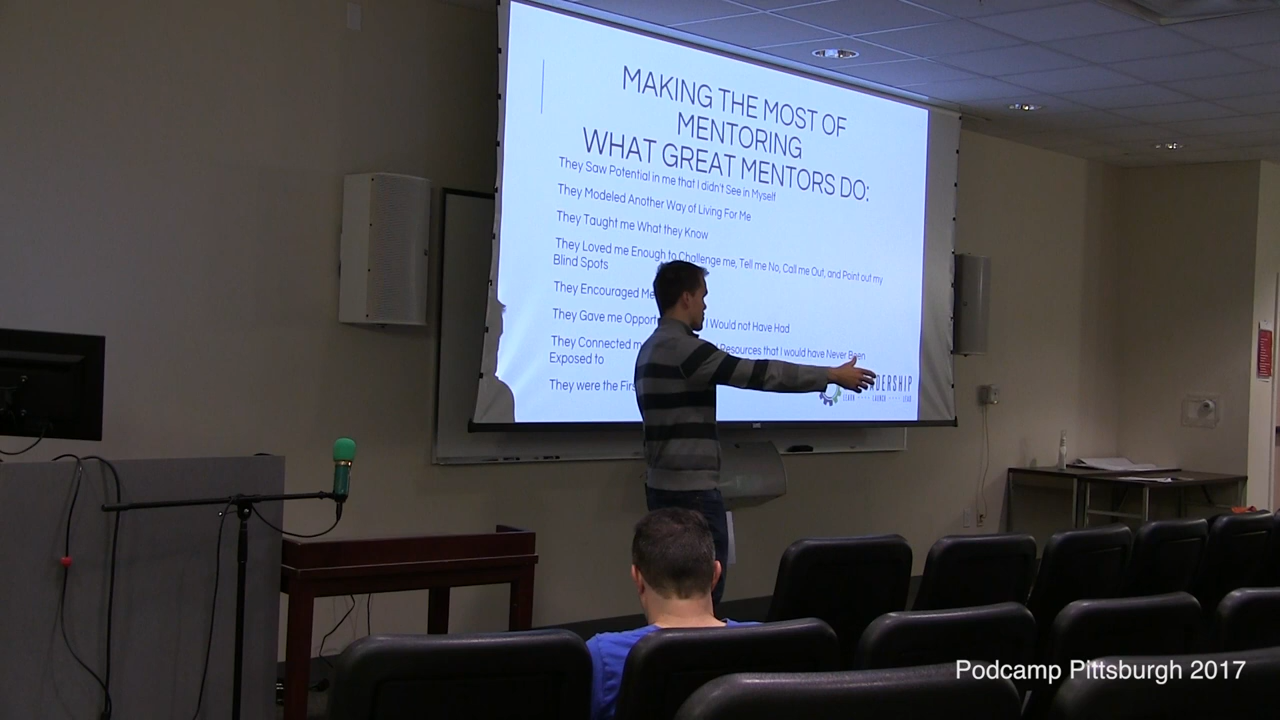 MAKING THE MOST OF
MENTORING
WHAT GREAT MENTORS DO:
They Saw Potential in me that I didn't See in Myself
They Modeled Another Way of Living For Me
They Taught me What they Know
They Loved me Enough to Challenge me, Tell me No, Call me Out, and Point out my
Blind Spots
They Encouraged Me
They Gave me I Would not Have Had
They Connected Resources that I would have Never Been
Exposed to
They were the
LEARN LAUNCH LEAD
Podcamp Pittsburgh 2017